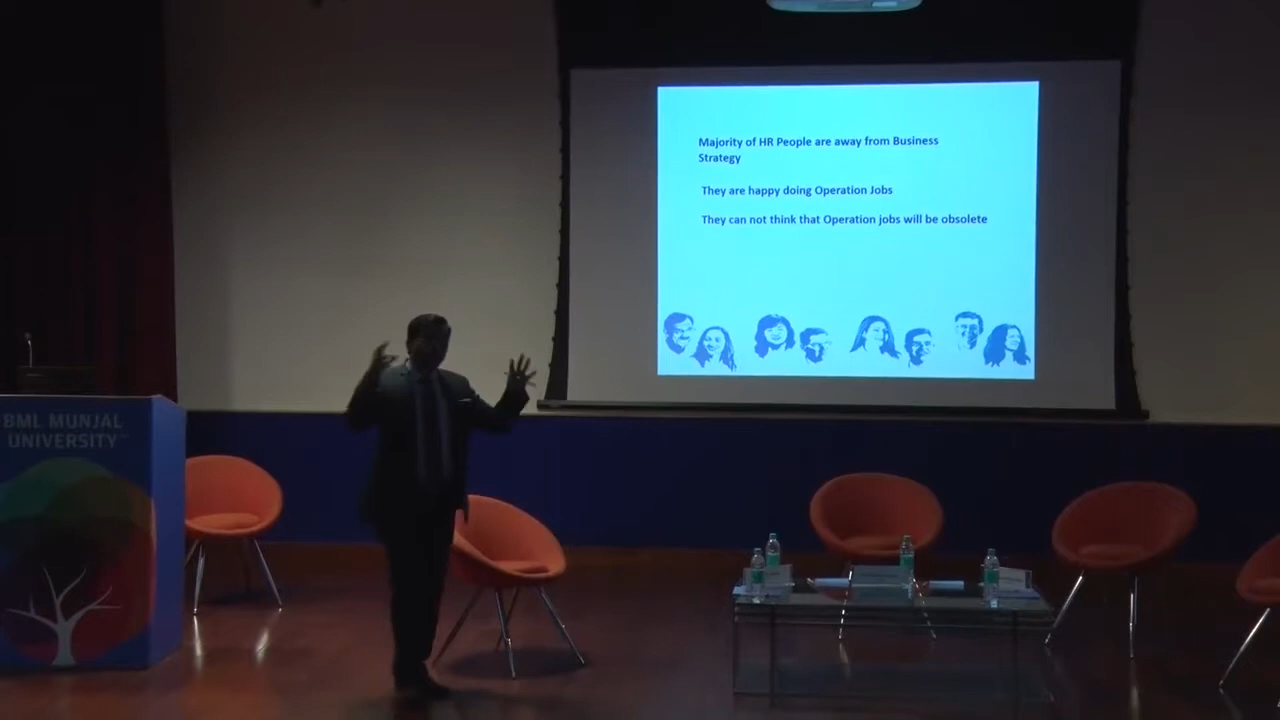 Majority of HR People are away from Business
Strategy
They are happy doing Operation Jobs
They can not think that Operation jobs will be obsolete
BML MUNJAL
UNIVERSITY